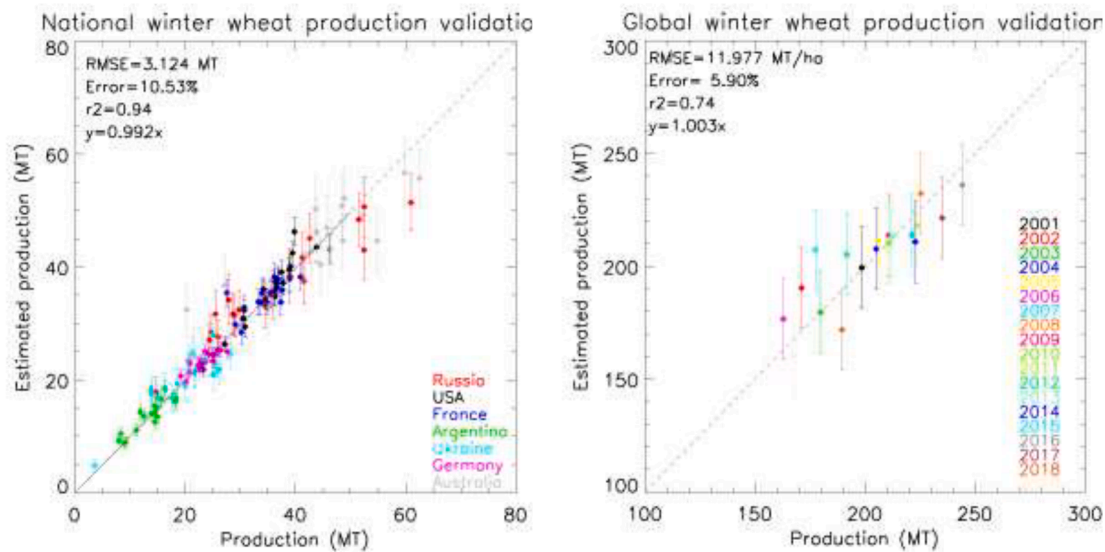 National winter wheat production validatio
80
60
40
20
0
0 20 40 60 80
Estimated production (MT)
Production (MT)
RMSE=3.124 MT
Error=10.53%
r2=0.94
y=0.992x
Russia
USA
France
Argentina
Ukraine
Germany
Australia
Global winter wheat production validation
300
250
200
150
100
100 150 200 250 300
Estimated production (MT)
Production (MT)
RMSE=11.977 MT/ha
Error= 5.90%
r2=0.74
y=1.003x
2001
2002
2003
2004
2005
2006
2007
2008
2009
2010
2011
2012
2013
2014
2015
2016
2017
2018